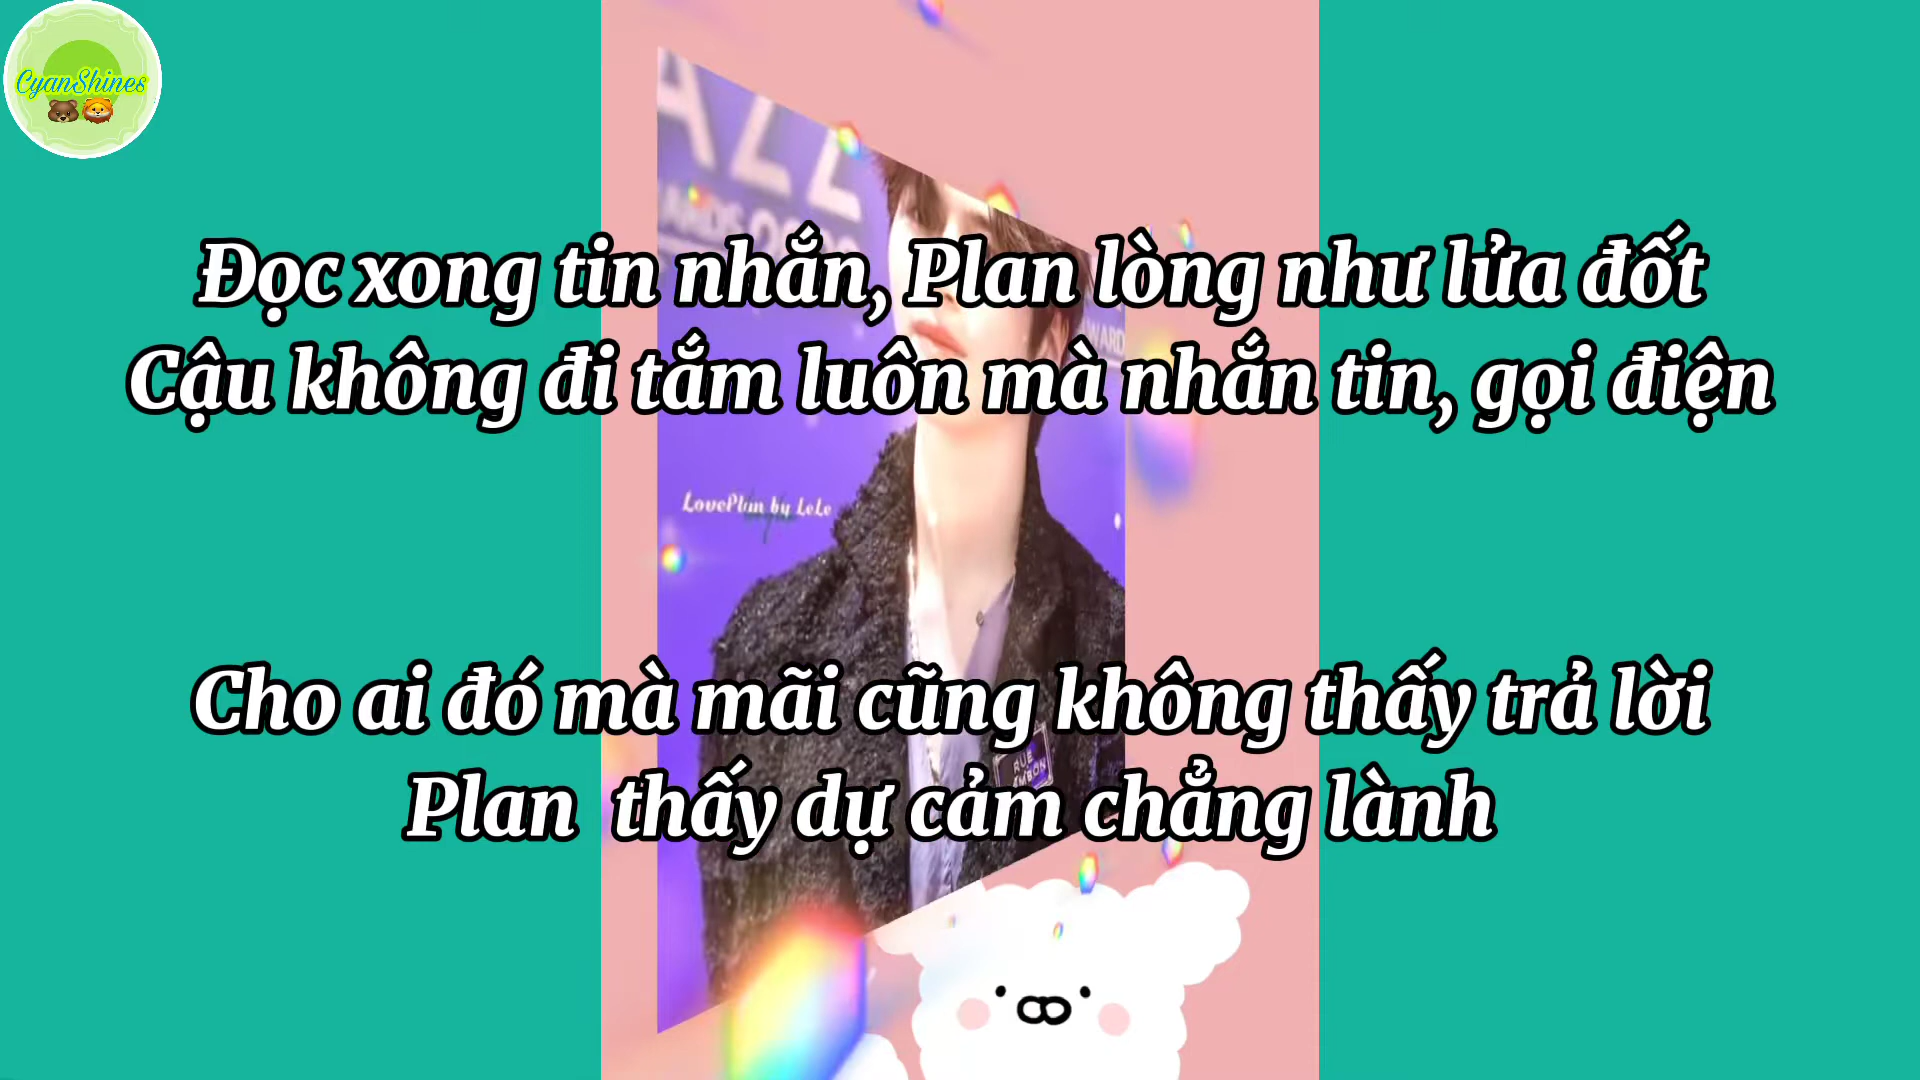 CyanShines
AZZ
Đọc xong tin nhắn, Plan lòng như lửa đốt
Cậu không đi tắm luôn mà nhắn tin, gọi điện
LovePlan by LeLe
Cho ai đó mà mãi cũng không thấy trả lời
RUE
Plan thấy dự cảm chẳng lành